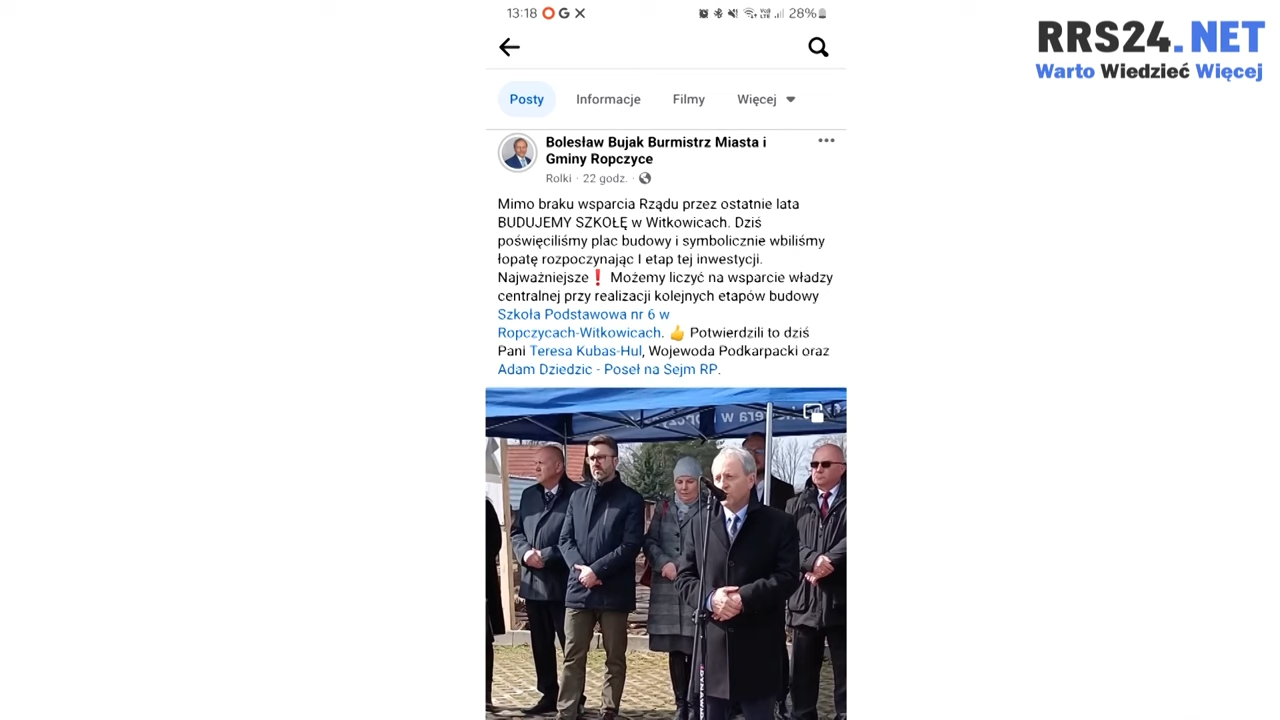 13:18
28%
RRS24.NET
Warto Wiedzieć Więcej
Posty Informacje Filmy Więcej
Bolesław Bujak Burmistrz Miasta i
Gminy Ropczyce
Rolki · 22 godz. ·
Mimo braku wsparcia Rządu przez ostatnie lata
BUDUJEMY SZKOŁĘ w Witkowicach. Dziś
poświęciliśmy plac budowy i symbolicznie wbiliśmy
łopatę rozpoczynając I etap tej inwestycji.
Najważniejsze❗ Możemy liczyć na wsparcie władzy
centralnej przy realizacji kolejnych etapów budowy
Szkoła Podstawowa nr 6 w
Ropczycach-Witkowicach. 👍 Potwierdzili to dziś
Pani Teresa Kubas-Hul, Wojewoda Podkarpacki oraz
Adam Dziedzic - Poseł na Sejm RP.